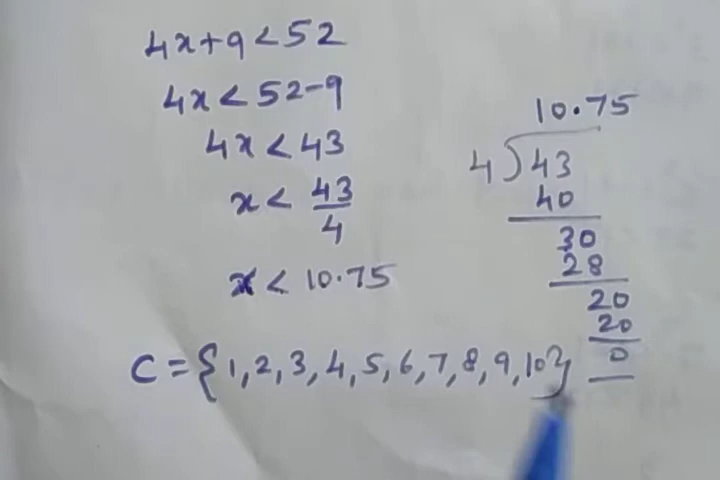 4x+9<52
4x<52-9
4x<43
x<43/4
x<10.75
C={1,2,3,4,5,6,7,8,9,10}
10.75
4)43
40
30
28
20
20
0